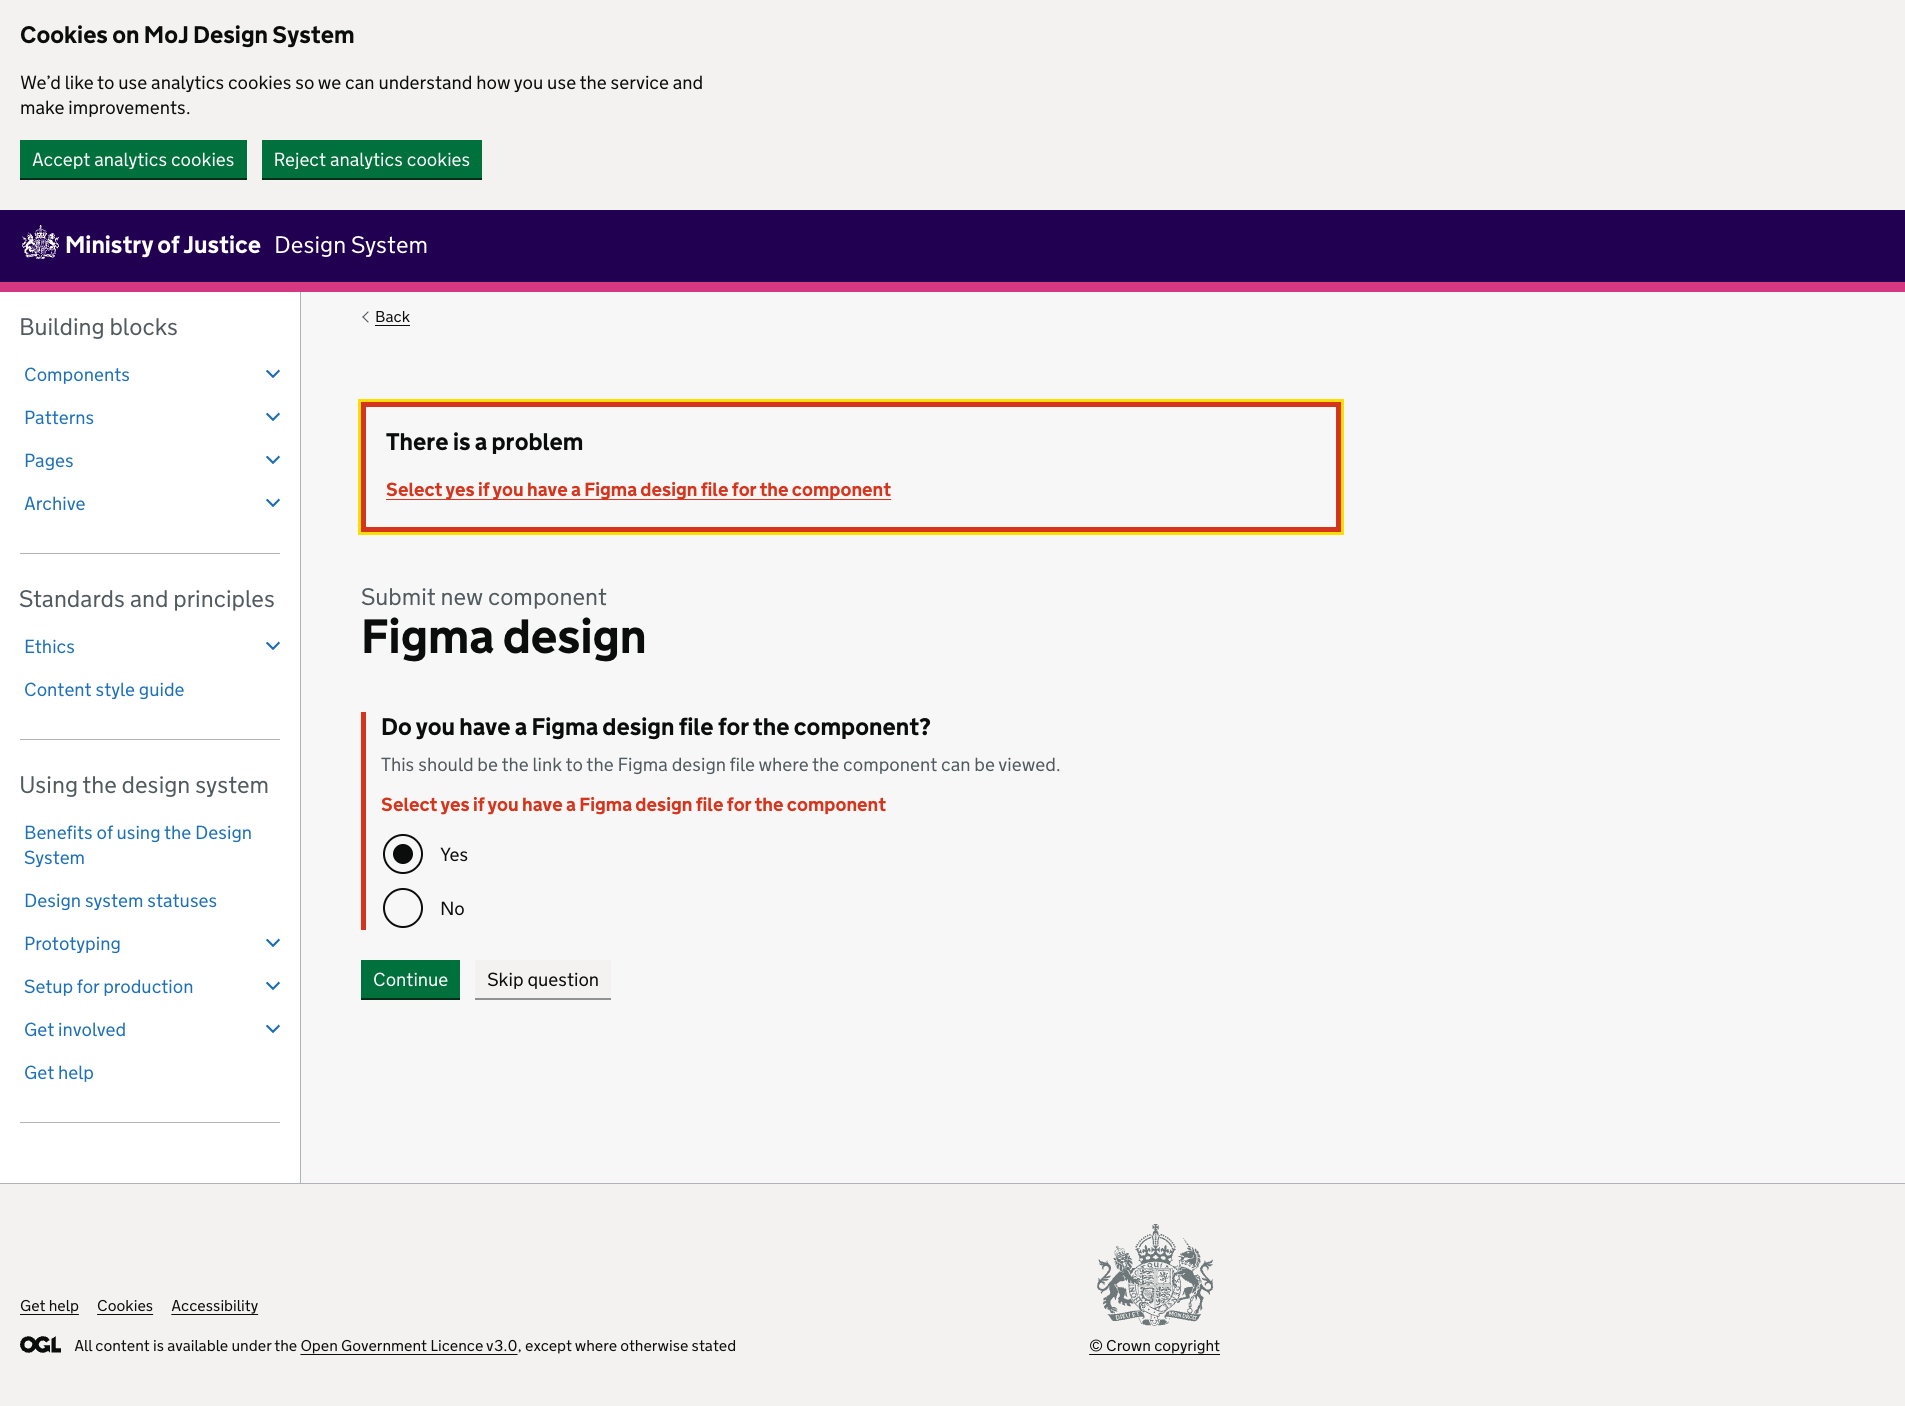 Cookies on MoJ Design System
We’d like to use analytics cookies so we can understand how you use the service and
make improvements.
Accept analytics cookies
Reject analytics cookies
Ministry of Justice Design System
Building blocks
Components
Patterns
Pages
Archive
Standards and principles
Ethics
Content style guide
Using the design system
Benefits of using the Design
System
Design system statuses
Prototyping
Setup for production
Get involved
Get help
Back
There is a problem
Select yes if you have a Figma design file for the component
Submit new component
Figma design
Do you have a Figma design file for the component?
This should be the link to the Figma design file where the component can be viewed.
Select yes if you have a Figma design file for the component
Yes
No
Continue
Skip question
Get help
Cookies
Accessibility
OGL All content is available under the Open Government Licence v3.0, except where otherwise stated
© Crown copyright